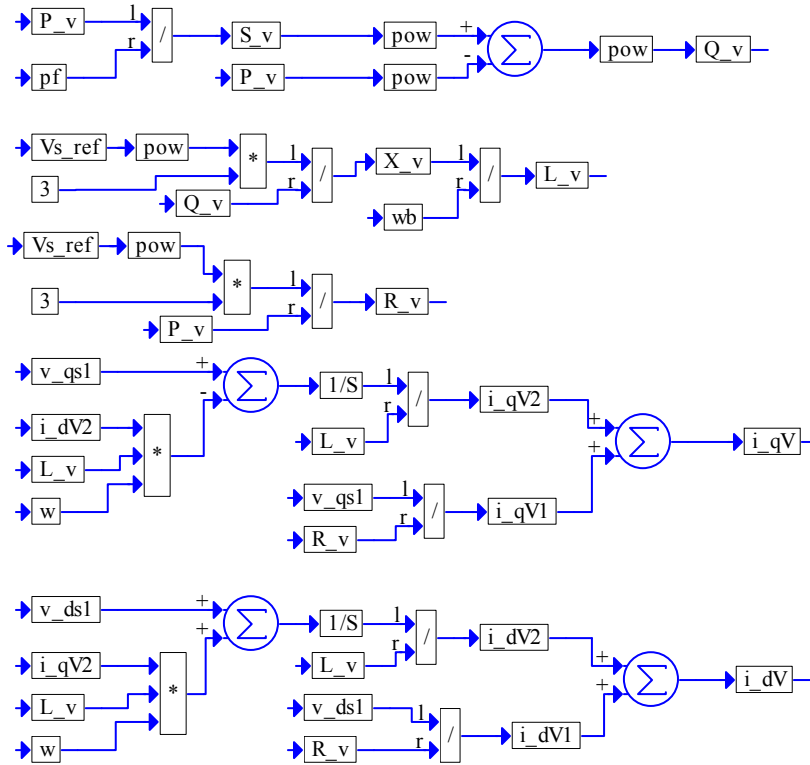 P_v l / S_v pow + ∑ pow Q_v
pf r P_v pow -
Vs_ref pow * l / X_v l / L_v
3 Q_v r wb r
Vs_ref pow * l / R_v
3 P_v r
v_qs1 + ∑ 1/S l / i_qV2 + ∑ i_qV
i_dV2 * - L_v r +
L_v v_qs1 l / i_qV1
w R_v r
v_ds1 + ∑ 1/S l / i_dV2 + ∑ i_dV
i_qV2 * + L_v r +
L_v v_ds1 l / i_dV1
w R_v r